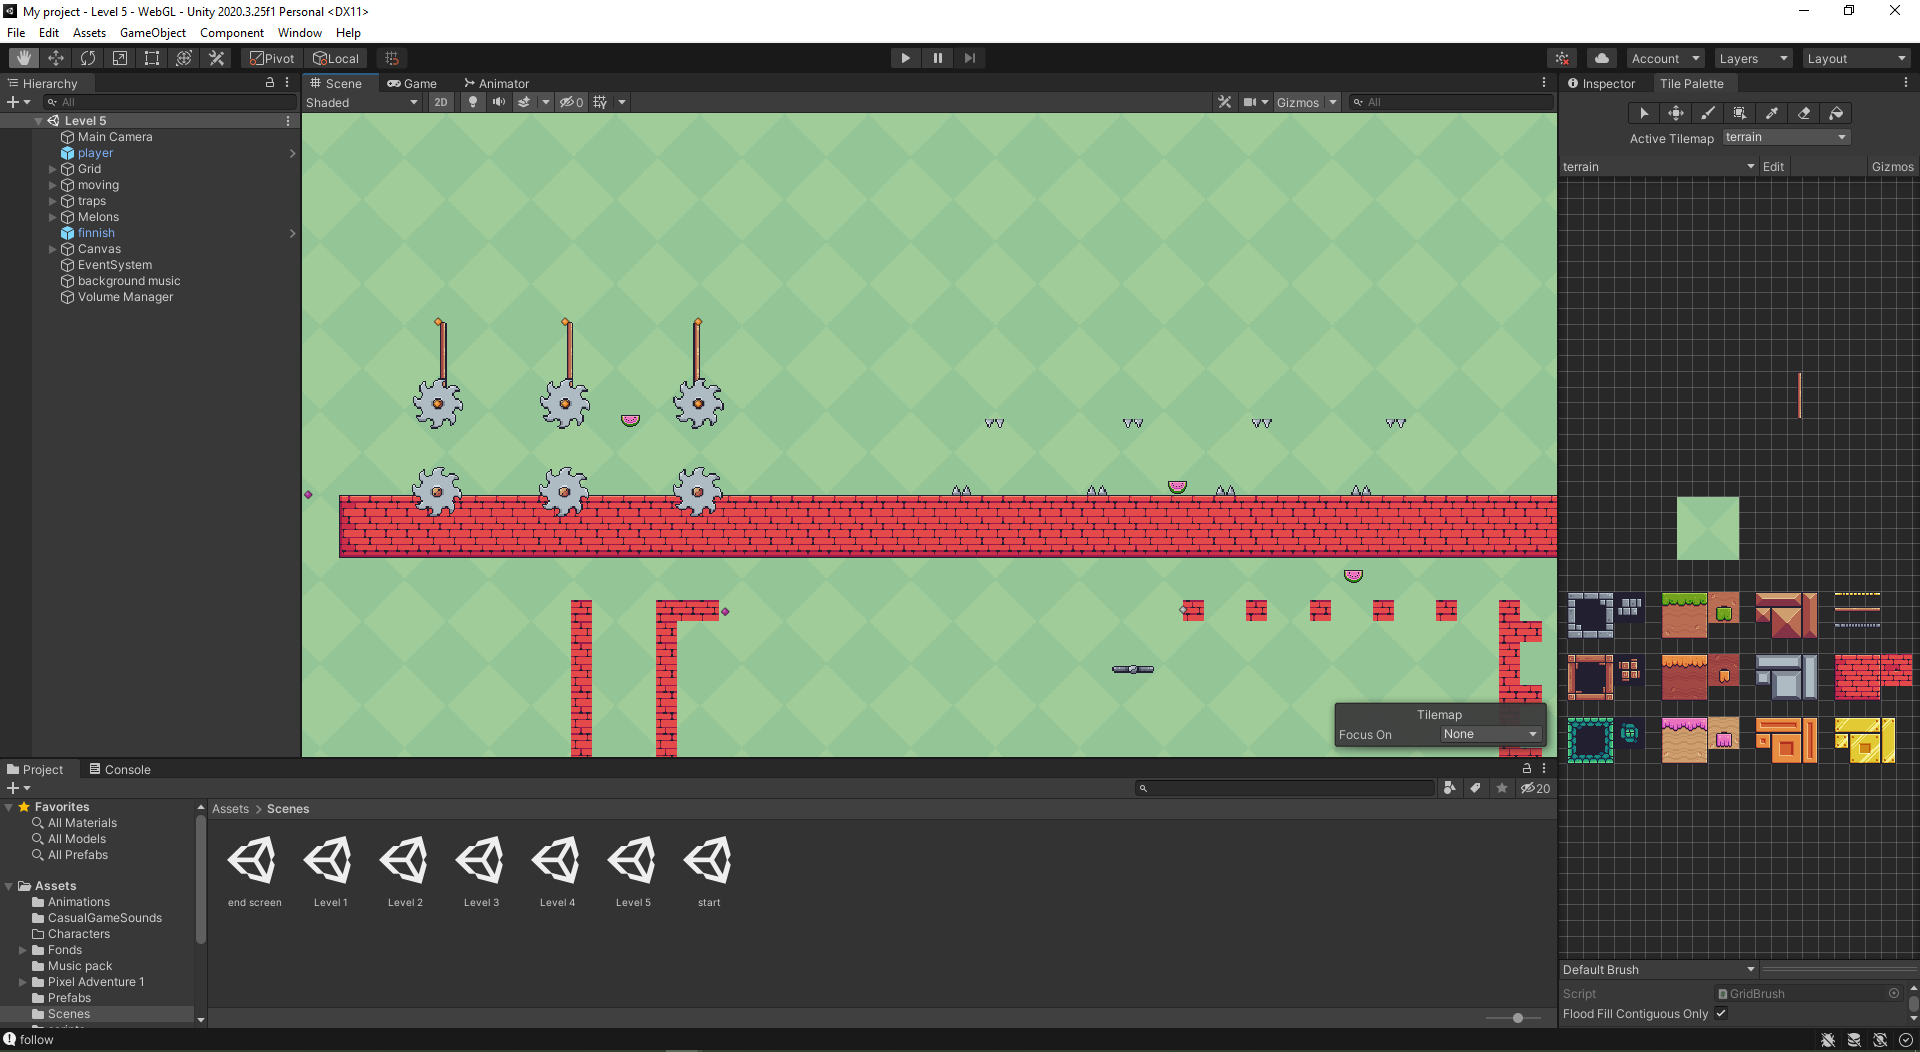 My project - Level 5 - WebGL - Unity 2020.3.25f1 Personal <DX11>
File Edit Assets GameObject Component Window Help
Pivot Local Account Layers Layout
Hierarchy
All
Level 5
Main Camera
player
Grid
moving
traps
Melons
finnish
Canvas
EventSystem
background music
Volume Manager
Scene Game Animator
Shaded 2D 0 Gizmos All
Tilemap
Focus On None
Inspector Tile Palette
Active Tilemap terrain
terrain Edit Gizmos
Default Brush
Script GridBrush
Flood Fill Contiguous Only
Project Console
20
Favorites
All Materials
All Models
All Prefabs
Assets
Animations
CasualGameSounds
Characters
Fonds
Music pack
Pixel Adventure 1
Prefabs
Scenes
Assets > Scenes
end screen Level 1 Level 2 Level 3 Level 4 Level 5 start
follow